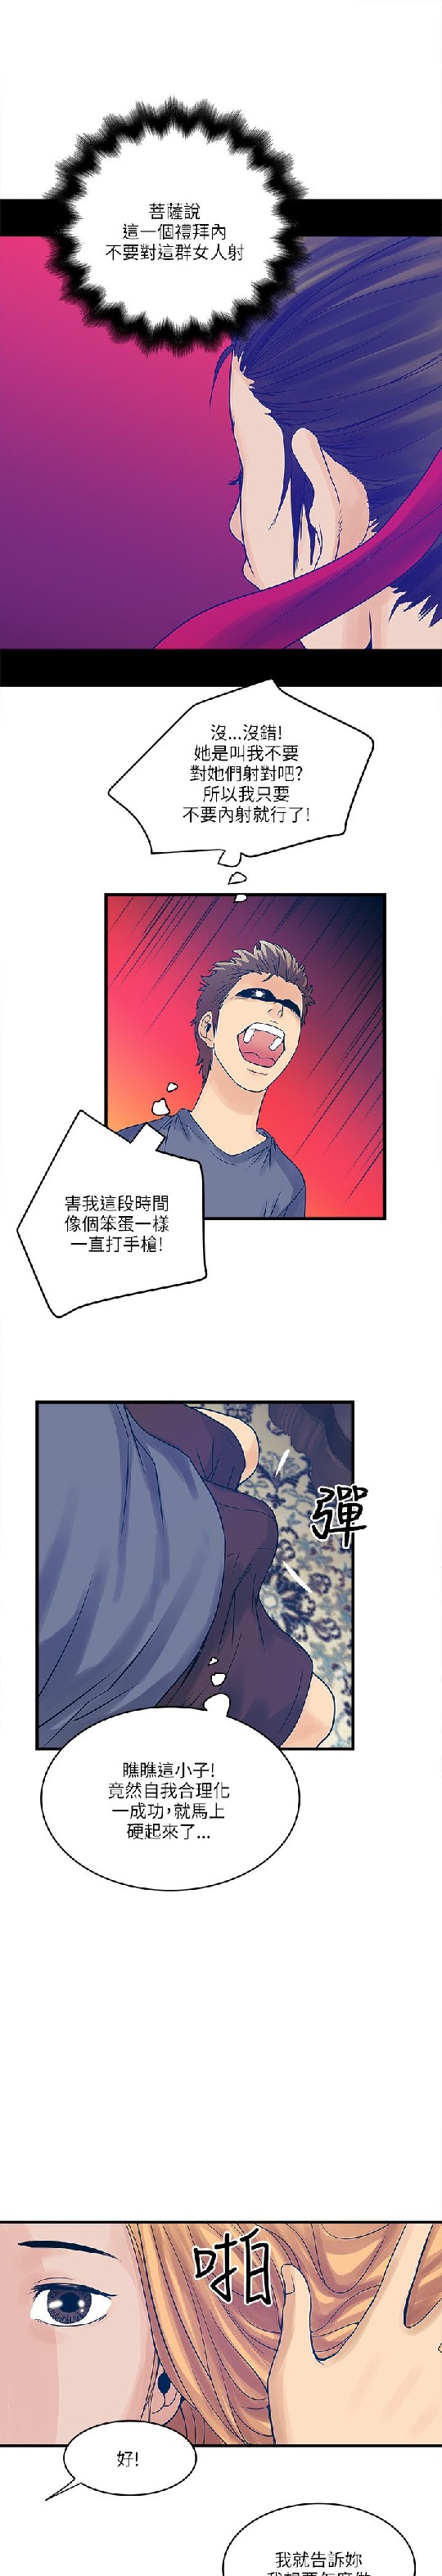 菩薩說
這一個禮拜內
不要對這群女人射
沒...沒錯!
她是叫我不要
對她們射對吧?
所以我只要
不要內射就行了!
害我這段時間
像個笨蛋一樣
一直打手槍!
彈
瞧瞧這小子!
竟然自我合理化
一成功,就馬上
硬起來了...
啪
好!
我就告訴妳